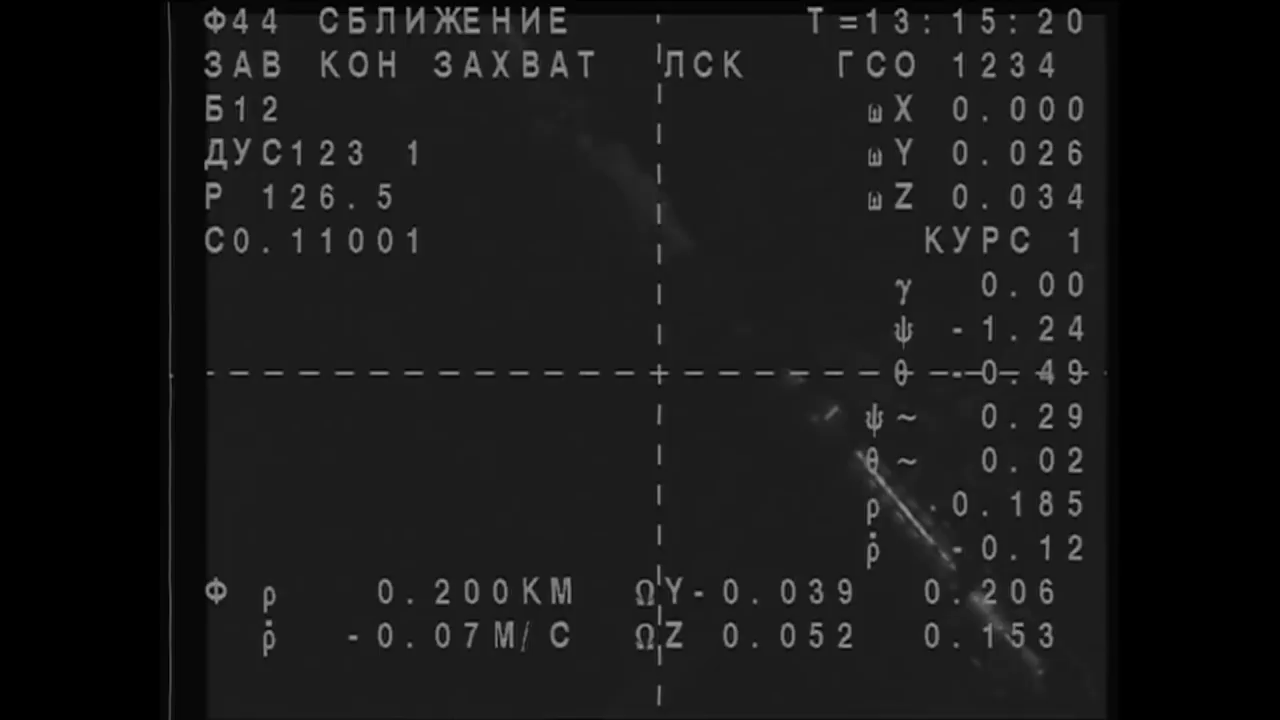 Ф44 СБЛИЖЕНИЕ T=13:15:20
ЗАВ КОН ЗАХВАТ ЛСК ГСО 1234
Б12 ωX 0.000
ДУС123 1 ωY 0.026
Р 126.5 ωZ 0.034
С0.11001 КУРС 1
γ 0.00
ψ -1.24
θ -0.49
ψ~ 0.29
θ~ 0.02
ρ 0.185
ρ̇ -0.12
Ф ρ 0.200КМ ΩY-0.039 0.206
ρ̇ -0.07М/С ΩZ 0.052 0.153